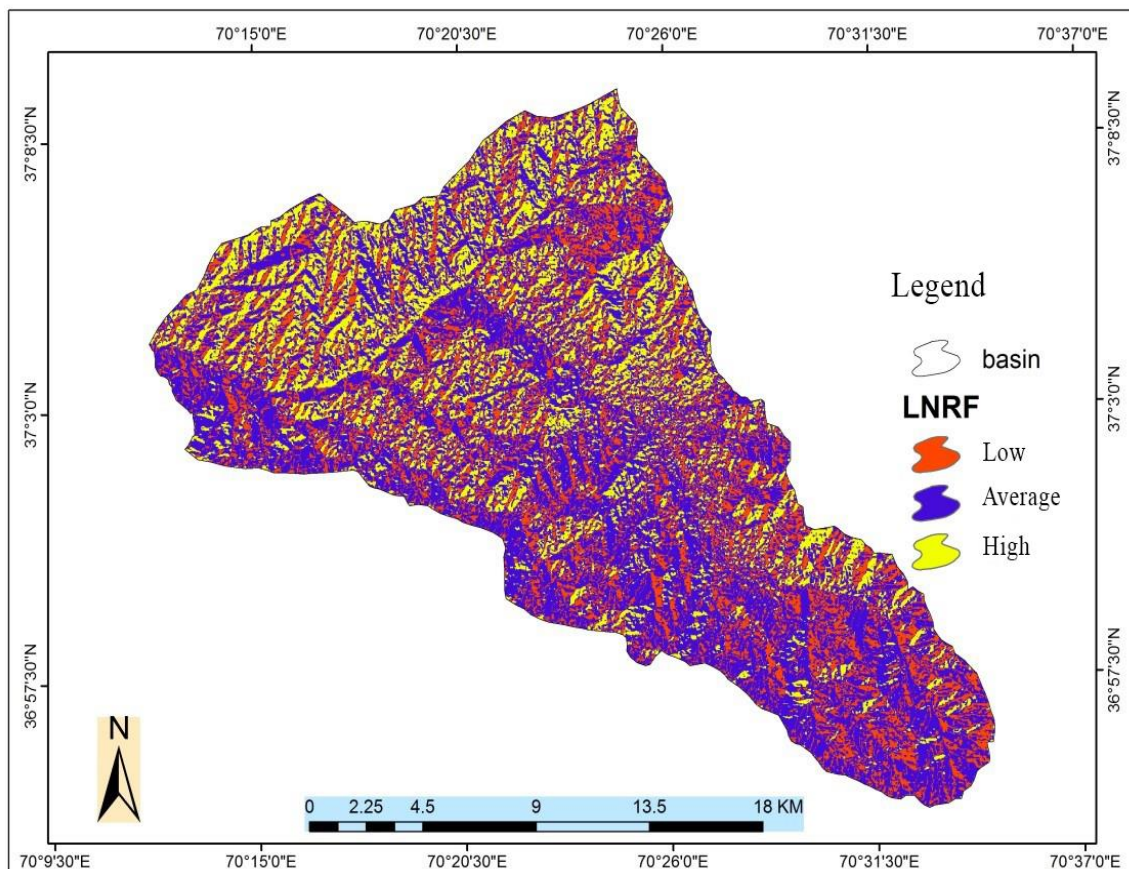 70°15'0"E 70°20'30"E 70°26'0"E 70°31'30"E 70°37'0"E
37°8'30"N
37°8'30"N
Legend
basin
LNRF
37°3'0"N
37°3'0"N
Low
Average
High
36°57'30"N
36°57'30"N
N
0 2.25 4.5 9 13.5 18 KM
70°9'30"E 70°15'0"E 70°20'30"E 70°26'0"E 70°31'30"E 70°37'0"E